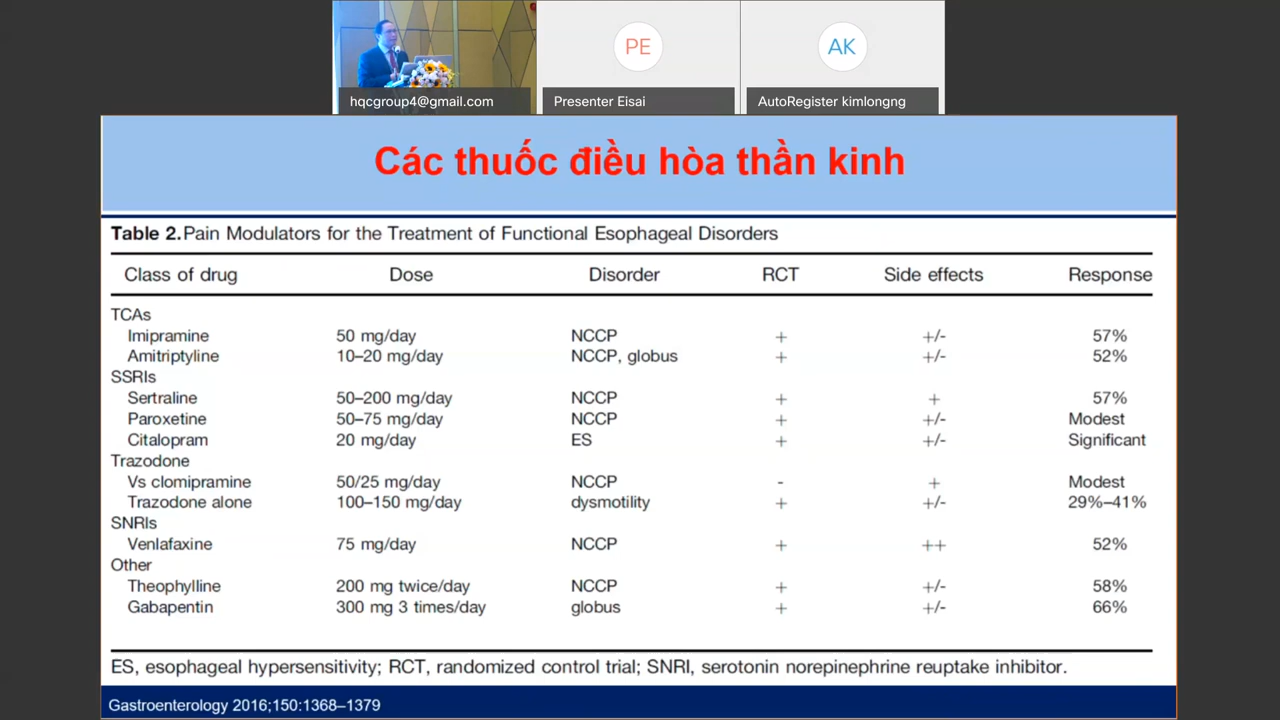 PE
AK
hqcgroup4@gmail.com
Presenter Eisai
AutoRegister kimlongng
Các thuốc điều hòa thần kinh
Table 2.Pain Modulators for the Treatment of Functional Esophageal Disorders
Class of drug Dose Disorder RCT Side effects Response
TCAs
Imipramine 50 mg/day NCCP + +/- 57%
Amitriptyline 10–20 mg/day NCCP, globus + +/- 52%
SSRIs
Sertraline 50–200 mg/day NCCP + + 57%
Paroxetine 50–75 mg/day NCCP + +/- Modest
Citalopram 20 mg/day ES + +/- Significant
Trazodone
Vs clomipramine 50/25 mg/day NCCP - + Modest
Trazodone alone 100–150 mg/day dysmotility + +/- 29%–41%
SNRIs
Venlafaxine 75 mg/day NCCP + ++ 52%
Other
Theophylline 200 mg twice/day NCCP + +/- 58%
Gabapentin 300 mg 3 times/day globus + +/- 66%
ES, esophageal hypersensitivity; RCT, randomized control trial; SNRI, serotonin norepinephrine reuptake inhibitor.
Gastroenterology 2016;150:1368–1379